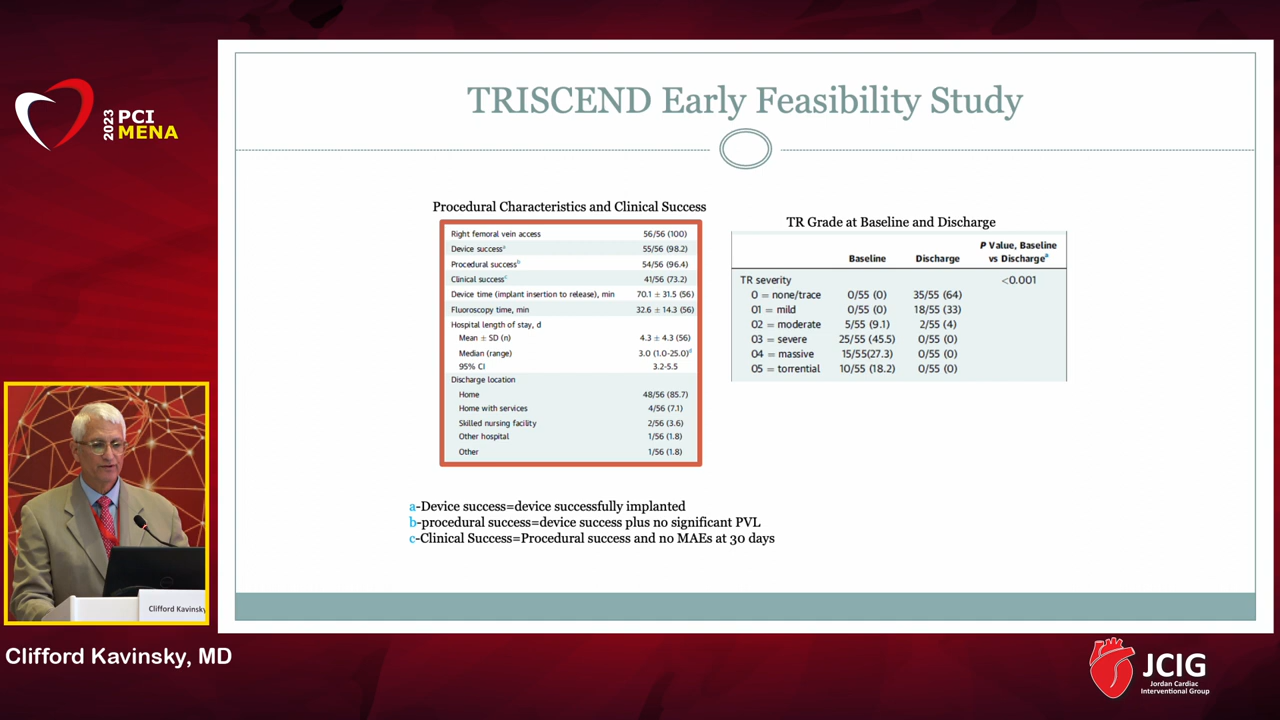 2023 PCI
MENA
TRISCEND Early Feasibility Study
Procedural Characteristics and Clinical Success
Right femoral vein access 56/56 (100)
Device successᵃ 55/56 (98.2)
Procedural successᵇ 54/56 (96.4)
Clinical successᶜ 41/56 (73.2)
Device time (implant insertion to release), min 70.1 ± 31.5 (56)
Fluoroscopy time, min 32.6 ± 14.3 (56)
Hospital length of stay, d
Mean ± SD (n) 4.3 ± 4.3 (56)
Median (range) 3.0 (1.0-25.0)ᵈ
95% CI 3.2-5.5
Discharge location
Home 48/56 (85.7)
Home with services 4/56 (7.1)
Skilled nursing facility 2/56 (3.6)
Other hospital 1/56 (1.8)
Other 1/56 (1.8)
TR Grade at Baseline and Discharge
P Value, Baseline
Baseline Discharge vs Dischargeᵃ
TR severity <0.001
0 = none/trace 0/55 (0) 35/55 (64)
01 = mild 0/55 (0) 18/55 (33)
02 = moderate 5/55 (9.1) 2/55 (4)
03 = severe 25/55 (45.5) 0/55 (0)
04 = massive 15/55(27.3) 0/55 (0)
05 = torrential 10/55 (18.2) 0/55 (0)
a-Device success=device successfully implanted
b-procedural success=device success plus no significant PVL
c-Clinical Success=Procedural success and no MAEs at 30 days
Clifford Kavinsky
Clifford Kavinsky, MD
JCIG
Jordan Cardiac
Interventional Group